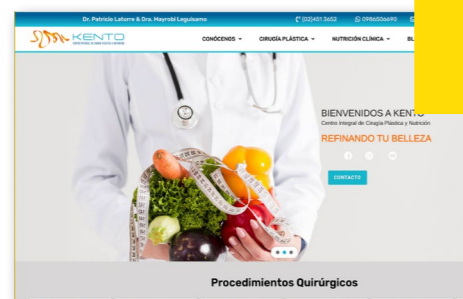 Dr. Patricio Latorre & Dra. Mayrobi Leguisamo
(02)451 3652
0986506690
KENTO
CONÓCENOS
CIRUGÍA PLÁSTICA
NUTRICIÓN CLÍNICA
BL
BIENVENIDOS A KENTO
Centro Integral de Cirugía Plástica y Nutrición
REFINANDO TU BELLEZA
CONTACTO
Procedimientos Quirúrgicos